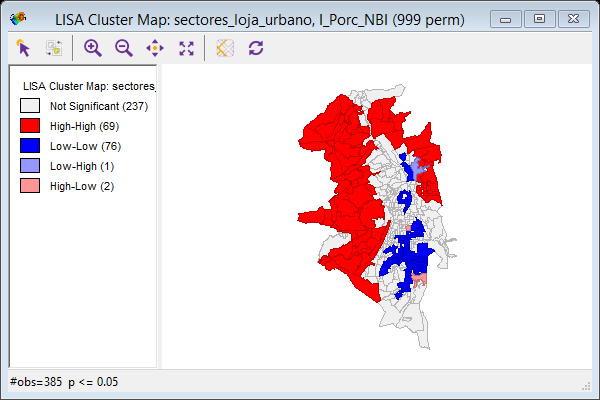 LISA Cluster Map: sectores_loja_urbano, I_Porc_NBI (999 perm)
LISA Cluster Map: sectores_
Not Significant (237)
High-High (69)
Low-Low (76)
Low-High (1)
High-Low (2)
#obs=385 p <= 0.05